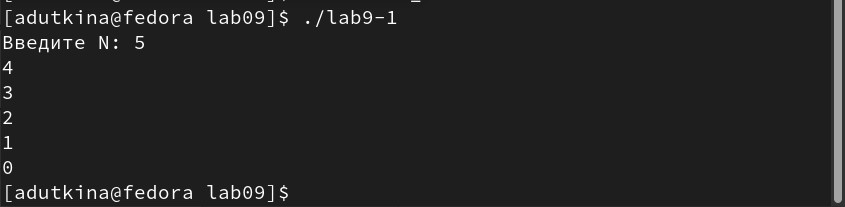 [adutkina@fedora lab09]$ ./lab9-1
Введите N: 5
4
3
2
1
0
[adutkina@fedora lab09]$